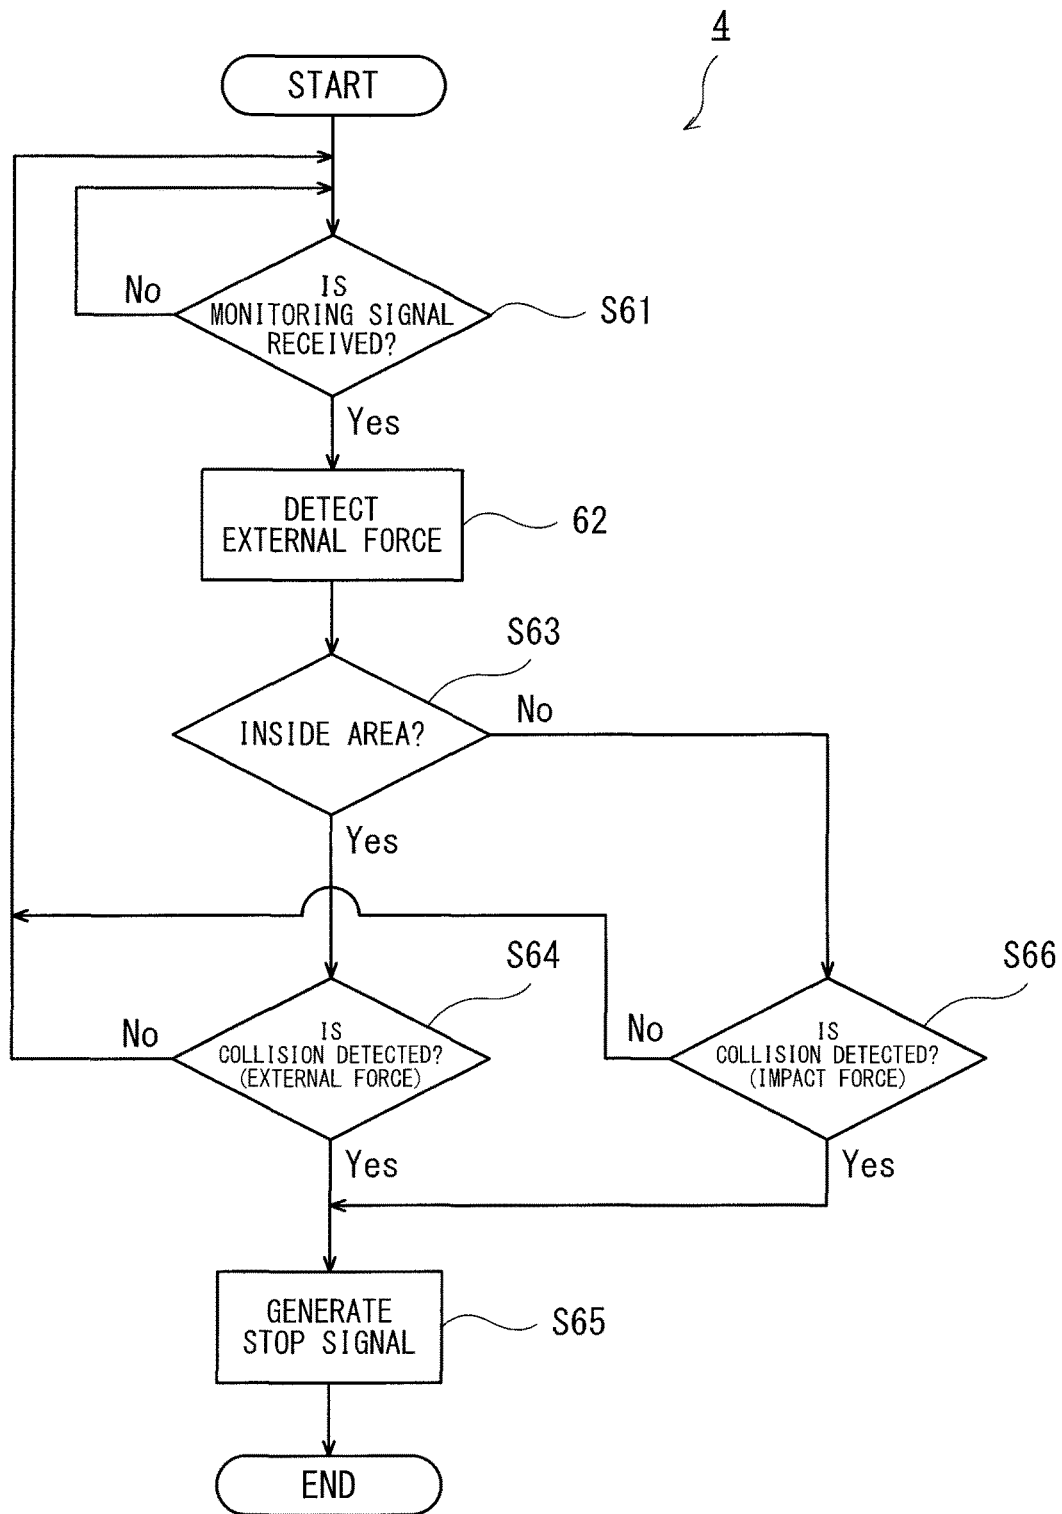 4
START
No
IS
MONITORING SIGNAL
RECEIVED?
S61
Yes
DETECT
EXTERNAL FORCE
62
S63
INSIDE AREA?
No
Yes
S64
S66
No
IS
COLLISION DETECTED?
(EXTERNAL FORCE)
No
IS
COLLISION DETECTED?
(IMPACT FORCE)
Yes
Yes
GENERATE
STOP SIGNAL
S65
END